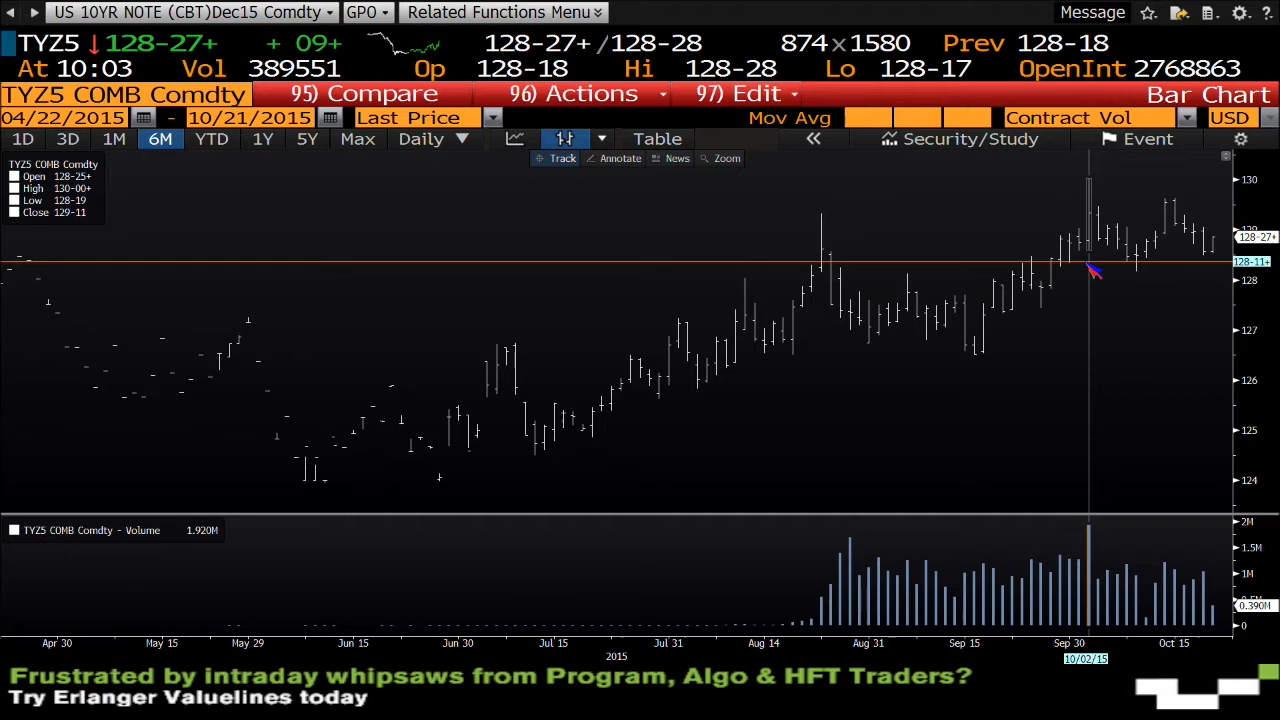 US 10YR NOTE (CBT)Dec15 Comdty GPO Related Functions Menu Message
TYZ5 128-27+ + 09+ 128-27+ /128-28 874x1580 Prev 128-18
At 10:03 Vol 389551 Op 128-18 Hi 128-28 Lo 128-17 OpenInt 2768863
TYZ5 COMB Comdty 95) Compare 96) Actions 97) Edit Bar Chart
04/22/2015 - 10/21/2015 Last Price Mov Avg Contract Vol USD
1D 3D 1M 6M YTD 1Y 5Y Max Daily Table Security/Study Event
Track Annotate News Zoom
TYZ5 COMB Comdty
Open 128-25+
High 130-00+
Low 128-19
Close 129-11
130
129
128-27+
128-11+
128
127
126
125
124
TYZ5 COMB Comdty - Volume 1.920M
2M
1.5M
1M
0.5M
0.390M
0
Apr 30 May 15 May 29 Jun 15 Jun 30 Jul 15 Jul 31 Aug 14 Aug 31 Sep 15 Sep 30 Oct 15
2015
10/02/15
Frustrated by intraday whipsaws from Program, Algo & HFT Traders?
Try Erlanger Valuelines today